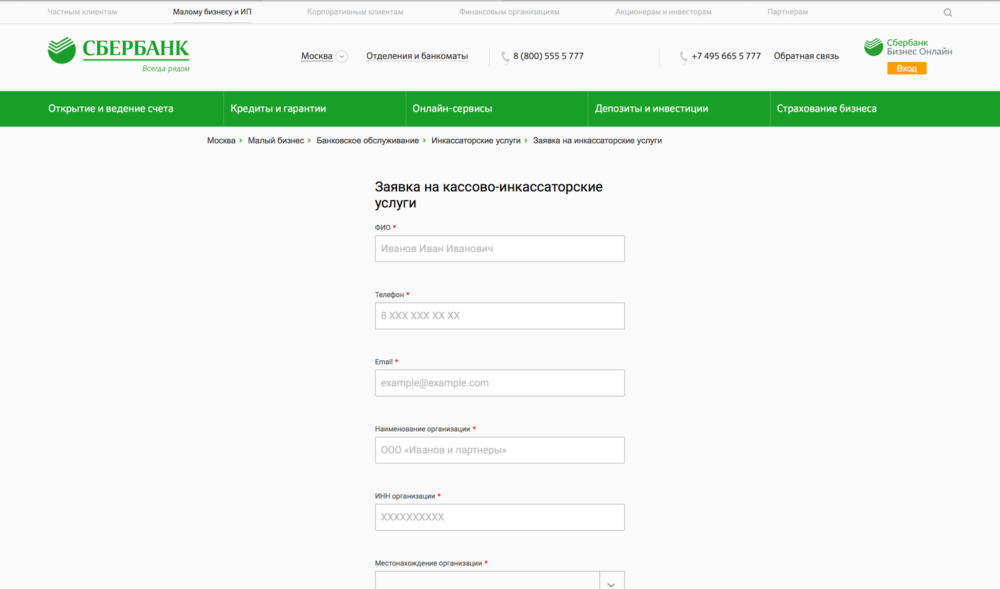 Частным клиентам
Малому бизнесу и ИП
Корпоративным клиентам
Финансовым организациям
Акционерам и инвесторам
Партнерам
СБЕРБАНК
Всегда рядом
Москва
Отделения и банкоматы
8 (800) 555 5 777
+7 495 665 5 777
Обратная связь
Сбербанк
Бизнес Онлайн
Вход
Открытие и ведение счета
Кредиты и гарантии
Онлайн-сервисы
Депозиты и инвестиции
Страхование бизнеса
Москва > Малый бизнес > Банковское обслуживание > Инкассаторские услуги > Заявка на инкассаторские услуги
Заявка на кассово-инкассаторские
услуги
ФИО *
Иванов Иван Иванович
Телефон *
8 XXX XXX XX XX
Email *
example@example.com
Наименование организации *
ООО «Иванов и партнеры»
ИНН организации *
XXXXXXXXXX
Местонахождение организации *